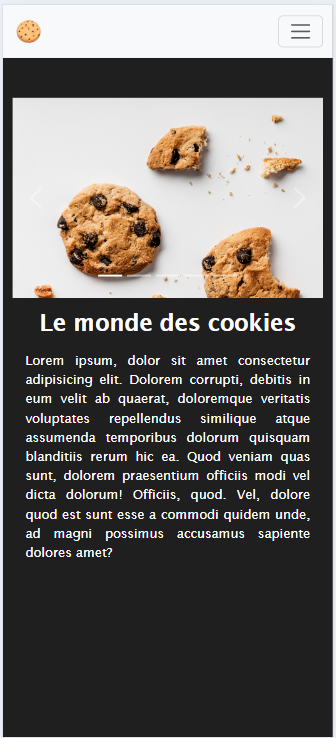 Le monde des cookies
Lorem ipsum, dolor sit amet consectetur
adipisicing elit. Dolorem corrupti, debitis in
eum velit ab quaerat, doloremque veritatis
voluptates repellendus similique atque
assumenda temporibus dolorum quisquam
blanditiis rerum hic ea. Quod veniam quas
sunt, dolorem praesentium officiis modi vel
dicta dolorum! Officiis, quod. Vel, dolore
quod est sunt esse a commodi quidem unde,
ad magni possimus accusamus sapiente
dolores amet?